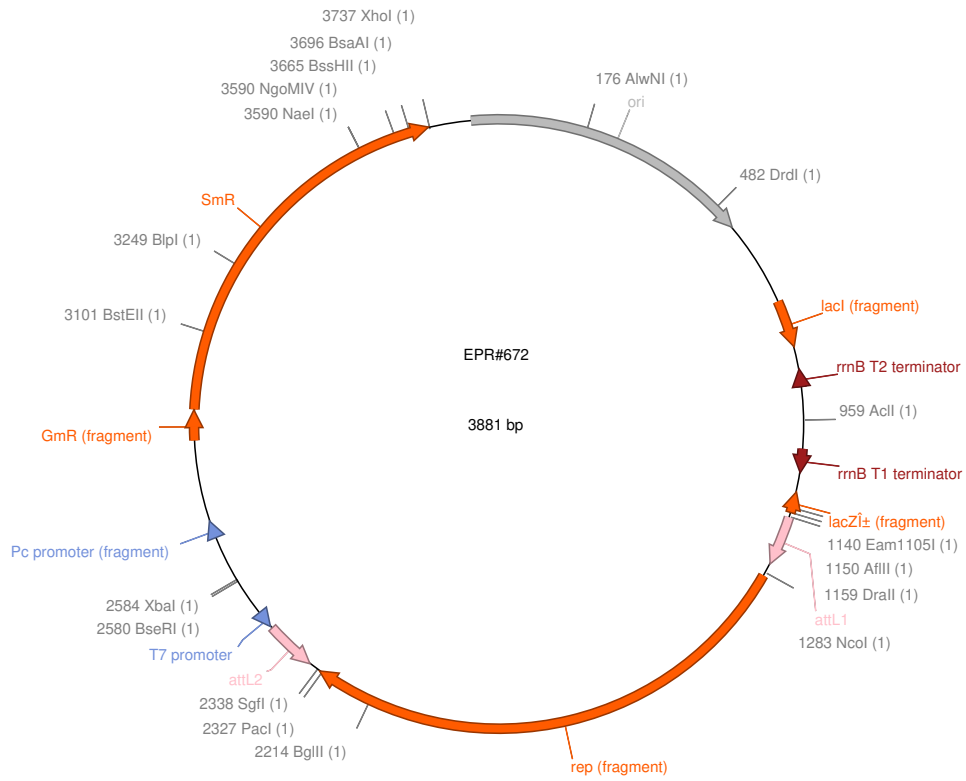 3737 XhoI (1)
3696 BsaAI (1)
3665 BssHII (1)
3590 NgoMIV (1)
3590 NaeI (1)
176 AlwNI (1)
ori
482 DrdI (1)
SmR
3249 BlpI (1)
3101 BstEII (1)
lacI (fragment)
EPR#672
rrnB T2 terminator
959 AclI (1)
3881 bp
GmR (fragment)
rrnB T1 terminator
lacZÎ± (fragment)
Pc promoter (fragment)
1140 Eam1105I (1)
1150 AflII (1)
1159 DraII (1)
2584 XbaI (1)
attL1
2580 BseRI (1)
1283 NcoI (1)
T7 promoter
attL2
2338 SgfI (1)
2327 PacI (1)
2214 BglII (1)
rep (fragment)